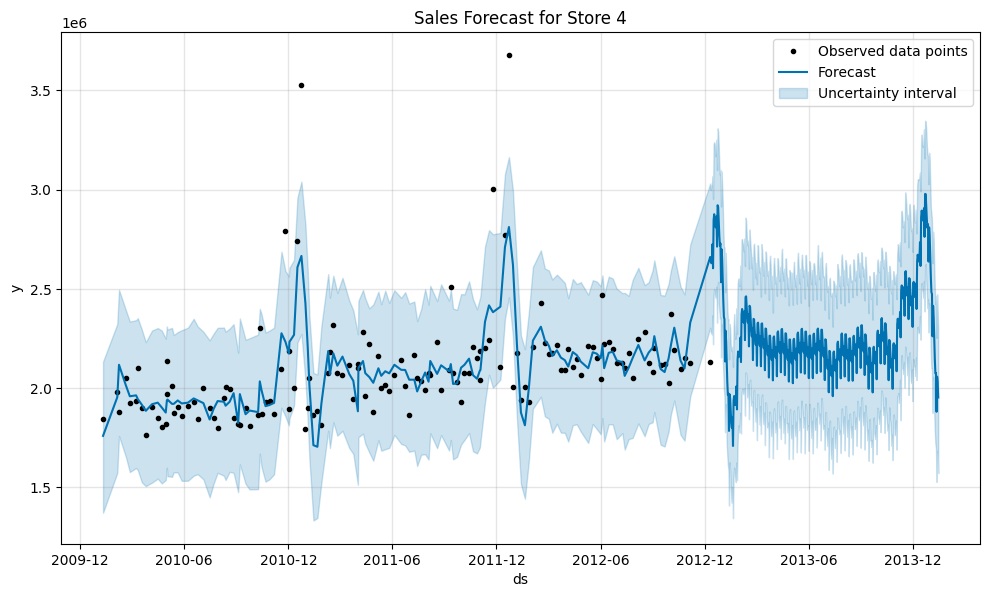 Sales Forecast for Store 4
1e6
Observed data points
Forecast
Uncertainty interval
3.5
3.0
2.5
2.0
1.5
y
2009-12 2010-06 2010-12 2011-06 2011-12 2012-06 2012-12 2013-06 2013-12
ds